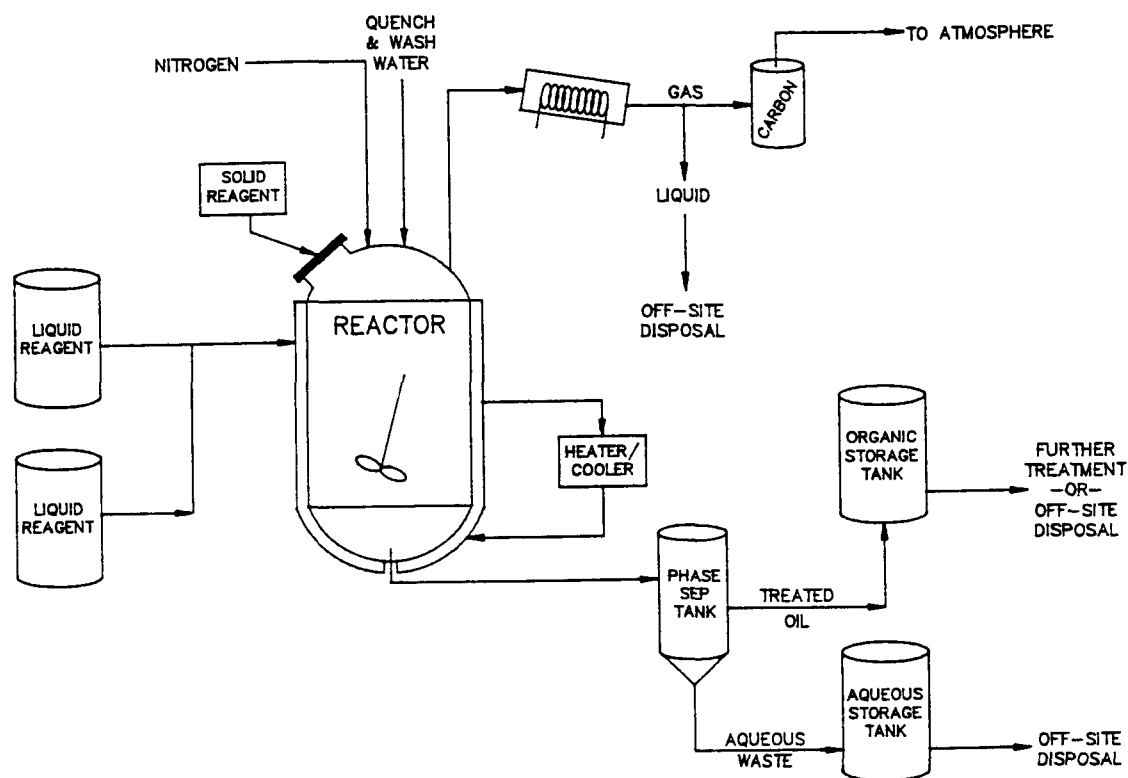 QUENCH
& WASH
WATER
NITROGEN
TO ATMOSPHERE
GAS
CARBON
SOLID
REAGENT
LIQUID
OFF-SITE
DISPOSAL
REACTOR
LIQUID
REAGENT
LIQUID
REAGENT
HEATER/
COOLER
ORGANIC
STORAGE
TANK
FURTHER
TREATMENT
-OR-
OFF-SITE
DISPOSAL
PHASE
SEP
TANK
TREATED
OIL
AQUEOUS
STORAGE
TANK
AQUEOUS
WASTE
OFF-SITE
DISPOSAL